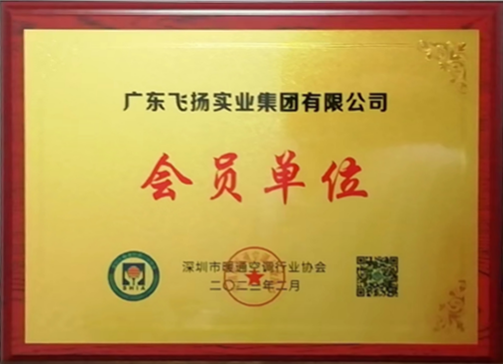 广东飞扬实业集团有限公司
会员单位
深圳市暖通空调行业协会
二〇二二年二月